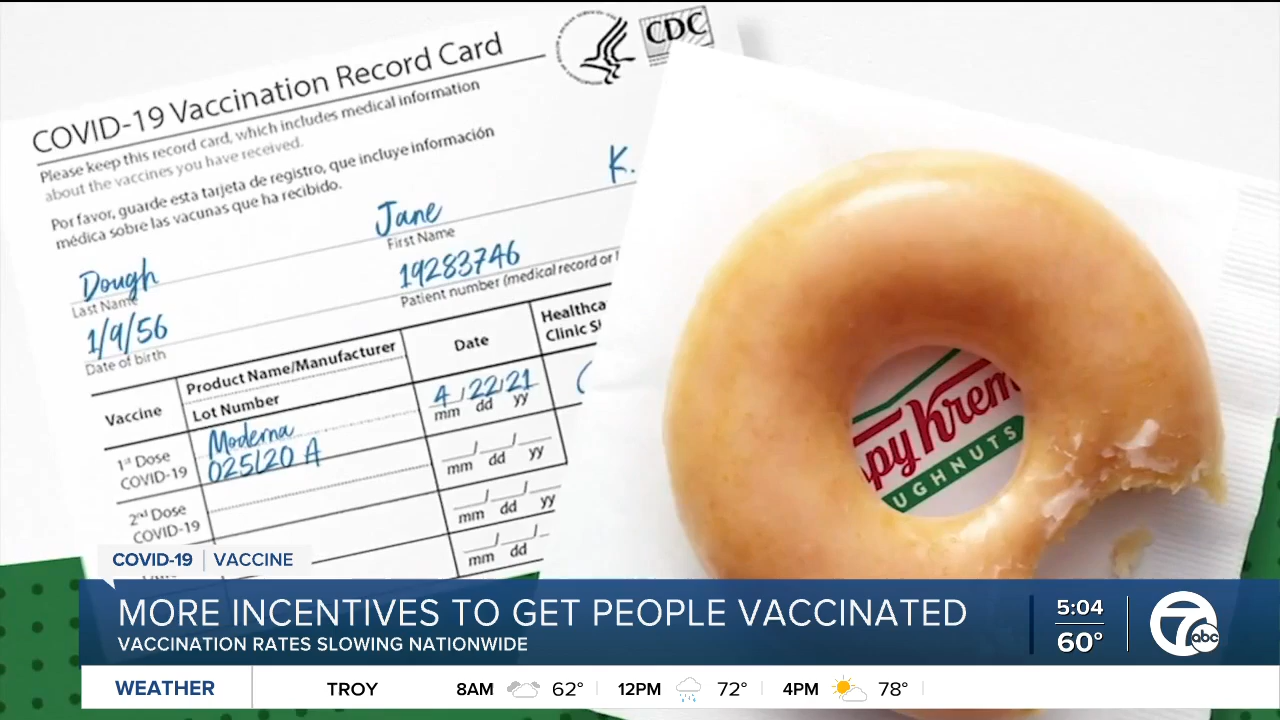 CDC
COVID-19 Vaccination Record Card
Please keep this record card, which includes medical information
about the vaccines you have received.
Por favor, guarde esta tarjeta de registro, que incluye información
médica sobre las vacunas que ha recibido.
Dough Jane K.
Last Name First Name
1/9/56 19283746
Date of birth Patient number (medical record or
Vaccine Product Name/Manufacturer Date Healthca
Lot Number Clinic Si
1st Dose Moderna 4/22/21
COVID-19 025L20 A mm dd yy
2nd Dose
COVID-19 mm dd yy
mm dd yy
mm dd
spy Krem
UGHNUTS
COVID-19 | VACCINE
MORE INCENTIVES TO GET PEOPLE VACCINATED
VACCINATION RATES SLOWING NATIONWIDE
5:04
60°
7 abc
WEATHER TROY 8AM 62° 12PM 72° 4PM 78°